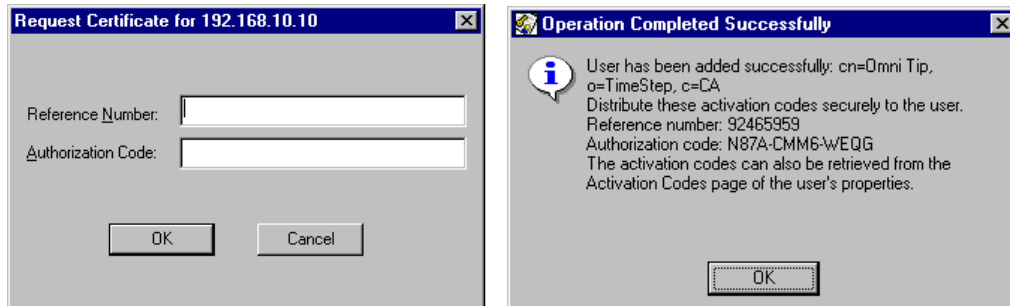 Request Certificate for 192.168.10.10
Reference Number:
Authorization Code:
OK
Cancel
Operation Completed Successfully
User has been added successfully: cn=Omni Tip,
o=TimeStep, c=CA
Distribute these activation codes securely to the user.
Reference number: 92465959
Authorization code: N87A-CMM6-WEQG
The activation codes can also be retrieved from the
Activation Codes page of the user's properties.
OK